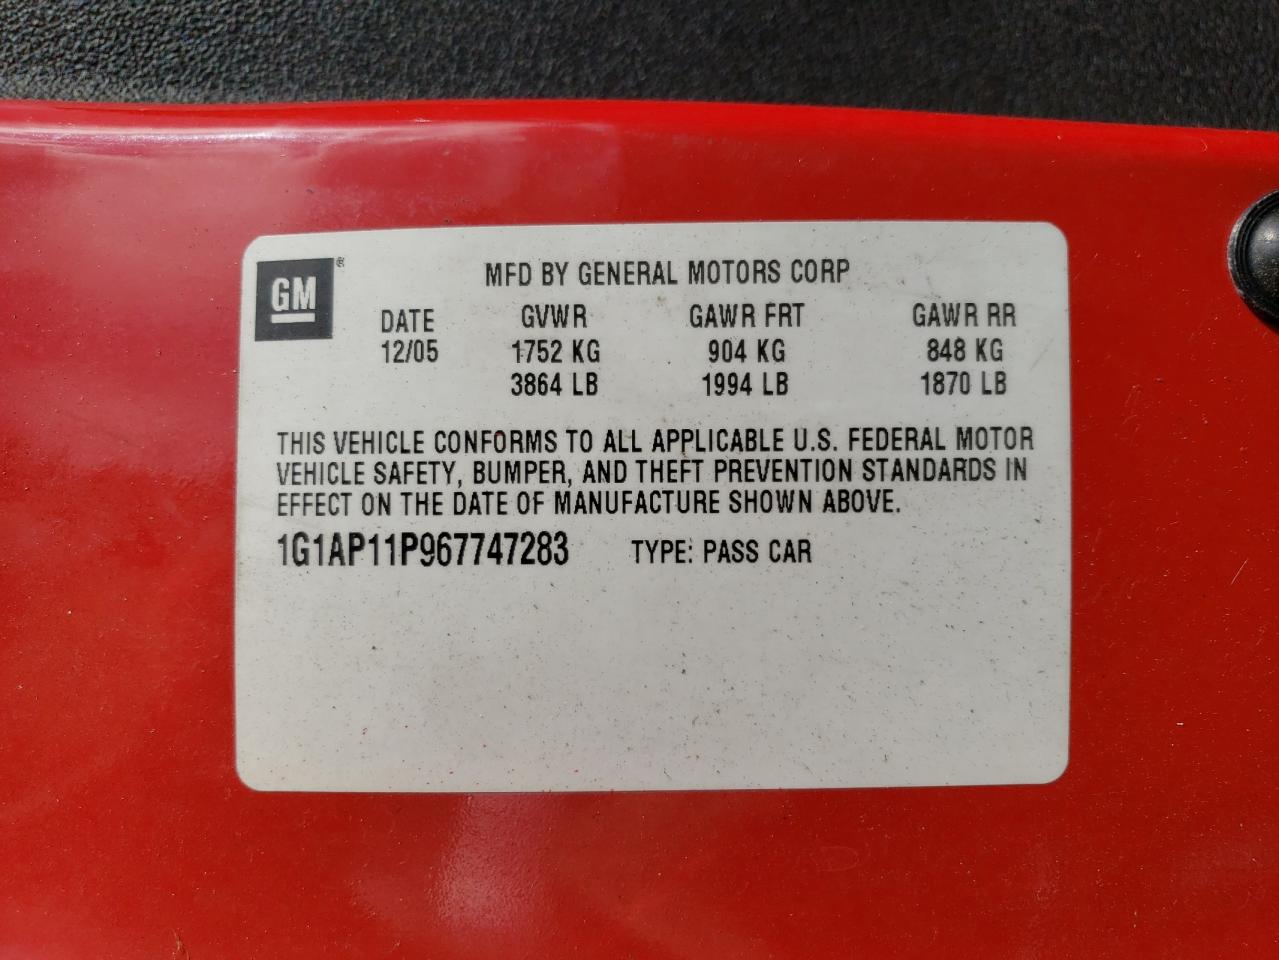 GM®
MFD BY GENERAL MOTORS CORP
DATE GVWR GAWR FRT GAWR RR
12/05 1752 KG 904 KG 848 KG
3864 LB 1994 LB 1870 LB
THIS VEHICLE CONFORMS TO ALL APPLICABLE U.S. FEDERAL MOTOR
VEHICLE SAFETY, BUMPER, AND THEFT PREVENTION STANDARDS IN
EFFECT ON THE DATE OF MANUFACTURE SHOWN ABOVE.
1G1AP11P967747283 TYPE: PASS CAR